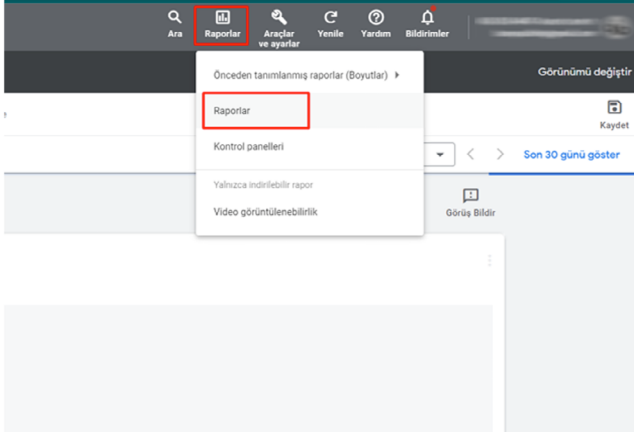 Ara
Raporlar
Araçlar
ve ayarlar
Yenile
Yardım
Bildirimler
Önceden tanımlanmış raporlar (Boyutlar)
Görünümü değiştir
Raporlar
Kaydet
Kontrol panelleri
Son 30 günü göster
Yalnızca indirilebilir rapor
Video görüntülenebilirlik
Görüş Bildir